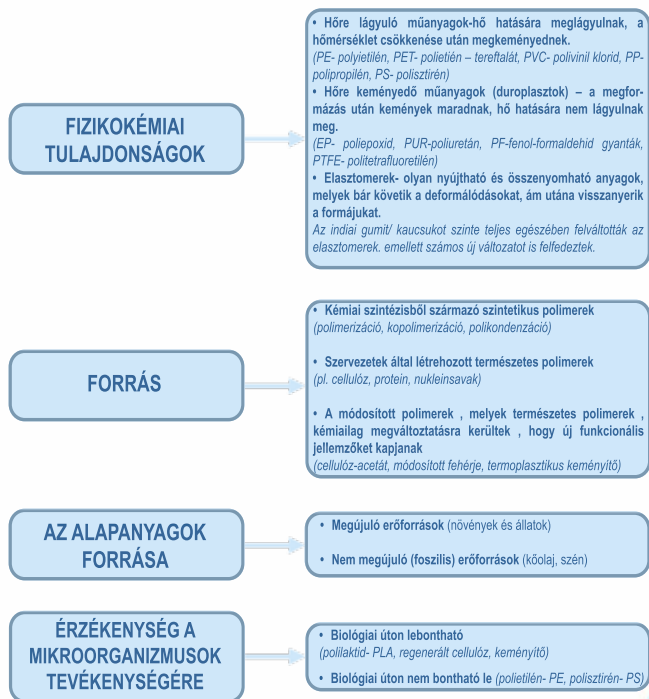 • Hőre lágyuló műanyagok-hő hatására meglágyulnak, a
hőmérséklet csökkenése után megkeményednek.
(PE- polyietilén, PET- polietién – tereftalát, PVC- polivinil klorid, PP-
polipropilén, PS- polisztirén)
• Hőre keményedő műanyagok (duroplasztok) – a megfor-
mázás után kemények maradnak, hő hatására nem lágyulnak
meg.
(EP- poliepoxid, PUR-poliuretán, PF-fenol-formaldehid gyanták,
PTFE- politetrafluoretilén)
• Elasztomerek- olyan nyújtható és összenyomható anyagok,
melyek bár követik a deformálódásokat, ám utána visszanyerik
a formájukat.
Az indiai gumit/ kaucsukot szinte teljes egészében felváltották az
elasztomerek. emellett számos új változatot is felfedeztek.
FIZIKOKÉMIAI
TULAJDONSÁGOK
• Kémiai szintézisből származó szintetikus polimerek
(polimerizáció, kopolimerizáció, polikondenzáció)
• Szervezetek által létrehozott természetes polimerek
(pl. cellulóz, protein, nukleinsavak)
• A módosított polimerek , melyek természetes polimerek ,
kémiailag megváltoztatásra kerültek , hogy új funkcionális
jellemzőket kapjanak
(cellulóz-acetát, módosított fehérje, termoplasztikus keményítő)
FORRÁS
AZ ALAPANYAGOK
FORRÁSA
• Megújuló erőforrások (növények és állatok)
• Nem megújuló (foszilis) erőforrások (kőolaj, szén)
ÉRZÉKENYSÉG A
MIKROORGANIZMUSOK
TEVÉKENYSÉGÉRE
• Biológiai úton lebontható
(polilaktid- PLA, regenerált cellulóz, keményítő)
• Biológiai úton nem bontható le (polietilén- PE, polisztirén- PS)